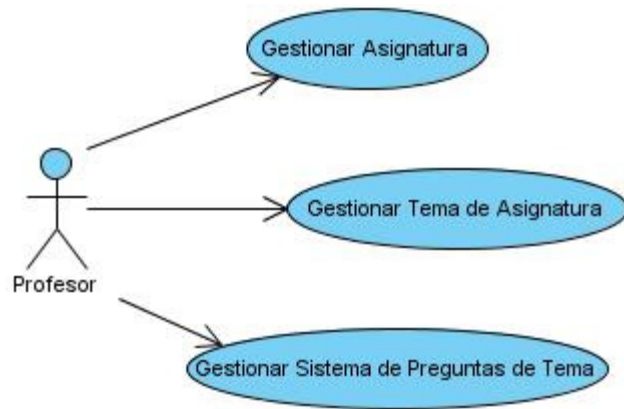 Gestionar Asignatura
Gestionar Tema de Asignatura
Profesor
Gestionar Sistema de Preguntas de Tema